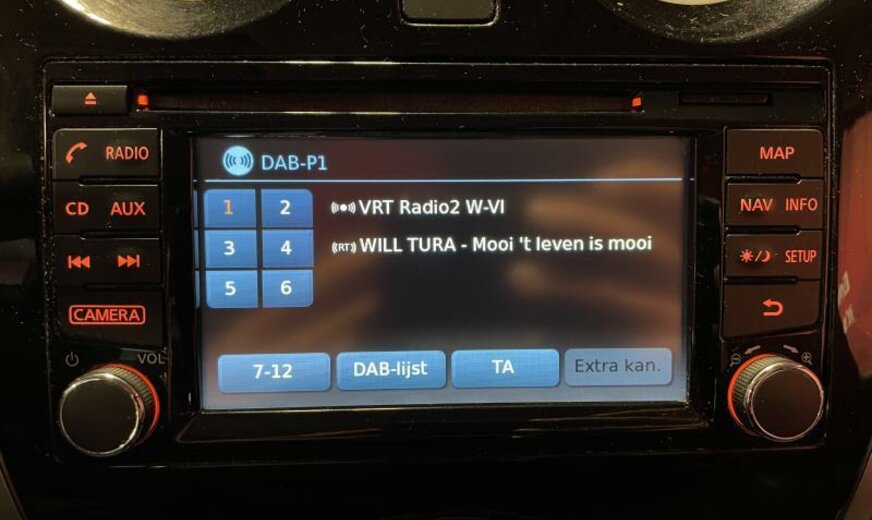 RADIO
CD AUX
CAMERA
VOL
DAB-P1
1 2
3 4
5 6
VRT Radio2 W-Vl
(RT) WILL TURA - Mooi 't leven is mooi
7-12 DAB-lijst TA Extra kan.
MAP
NAV INFO
SETUP